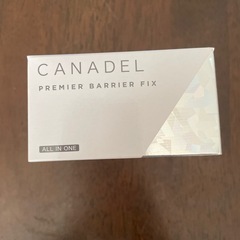 CANADEL
PREMIER BARRIER FIX
ALL IN ONE